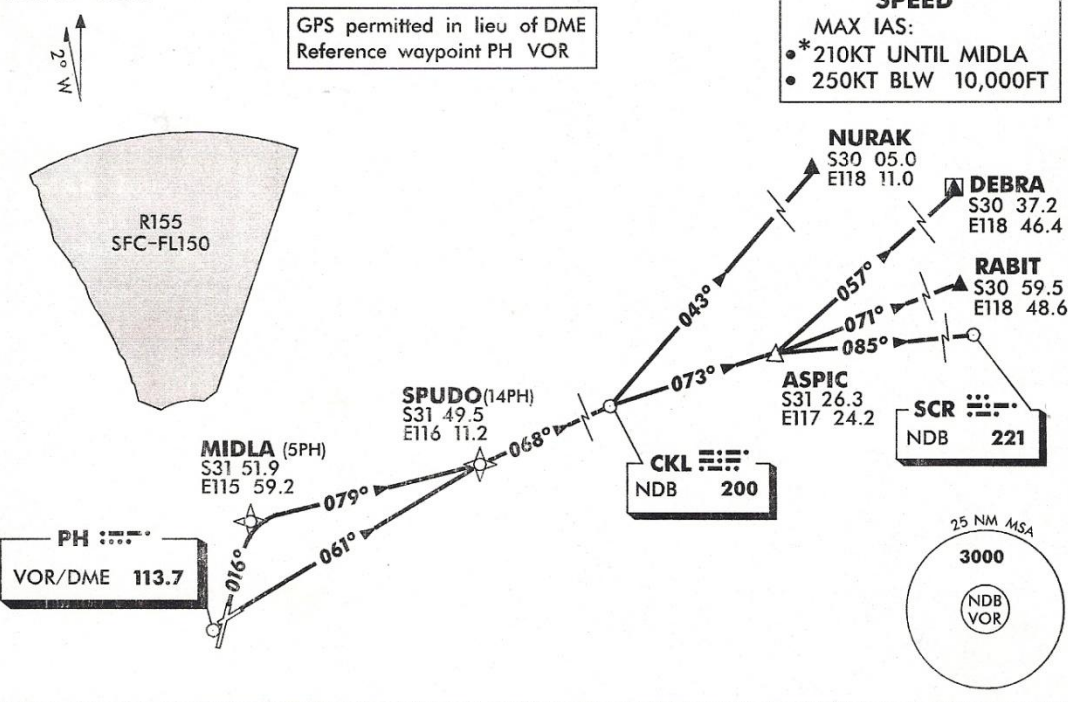 SPEED
MAX IAS:
•*210KT UNTIL MIDLA
• 250KT BLW 10,000FT
GPS permitted in lieu of DME
Reference waypoint PH VOR
2° W
R155
SFC-FL150
NURAK
S30 05.0
E118 11.0
DEBRA
S30 37.2
E118 46.4
RABIT
S30 59.5
E118 48.6
043°
057°
071°
085°
073°
ASPIC
S31 26.3
E117 24.2
SCR
NDB 221
SPUDO(14PH)
S31 49.5
E116 11.2
068°
CKL
NDB 200
MIDLA (5PH)
S31 51.9
E115 59.2
079°
061°
016°
PH
VOR/DME 113.7
25 NM MSA
3000
NDB
VOR